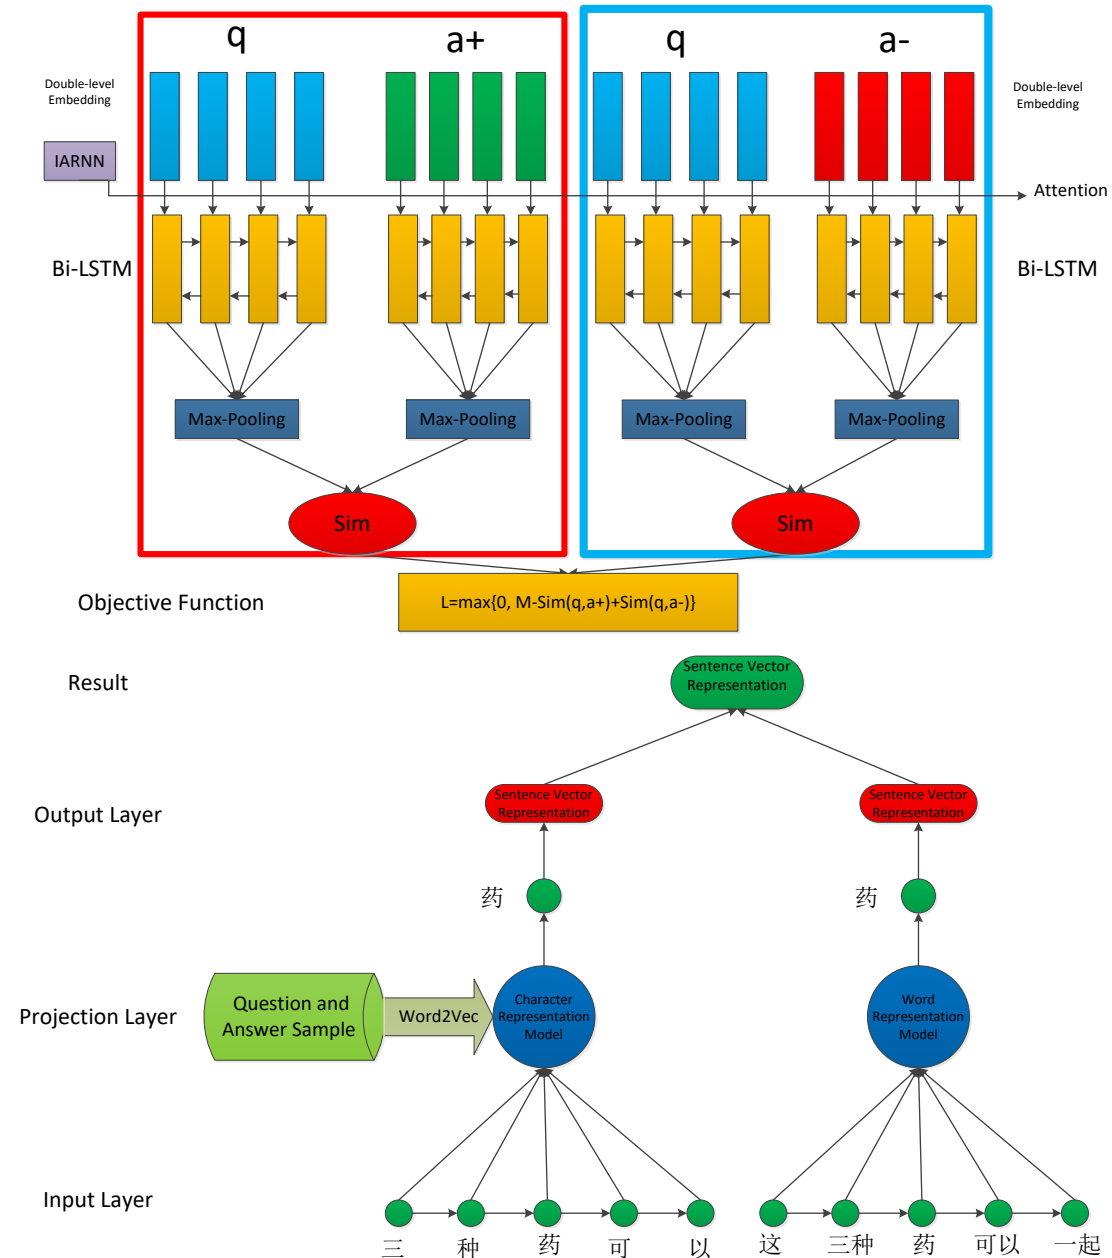 q
a+
q
a-
Double-level
Embedding
Double-level
Embedding
IARNN
Attention
Bi-LSTM
Bi-LSTM
Max-Pooling
Max-Pooling
Max-Pooling
Max-Pooling
Sim
Sim
Objective Function
L=max{0, M-Sim(q,a+)+Sim(q,a-)}
Result
Sentence Vector
Representation
Output Layer
Sentence Vector
Representation
Sentence Vector
Representation
药
药
Projection Layer
Question and
Answer Sample
Word2Vec
Character
Representation
Model
Word
Representation
Model
Input Layer
三 种 药 可 以
这 三种 药 可以 一起